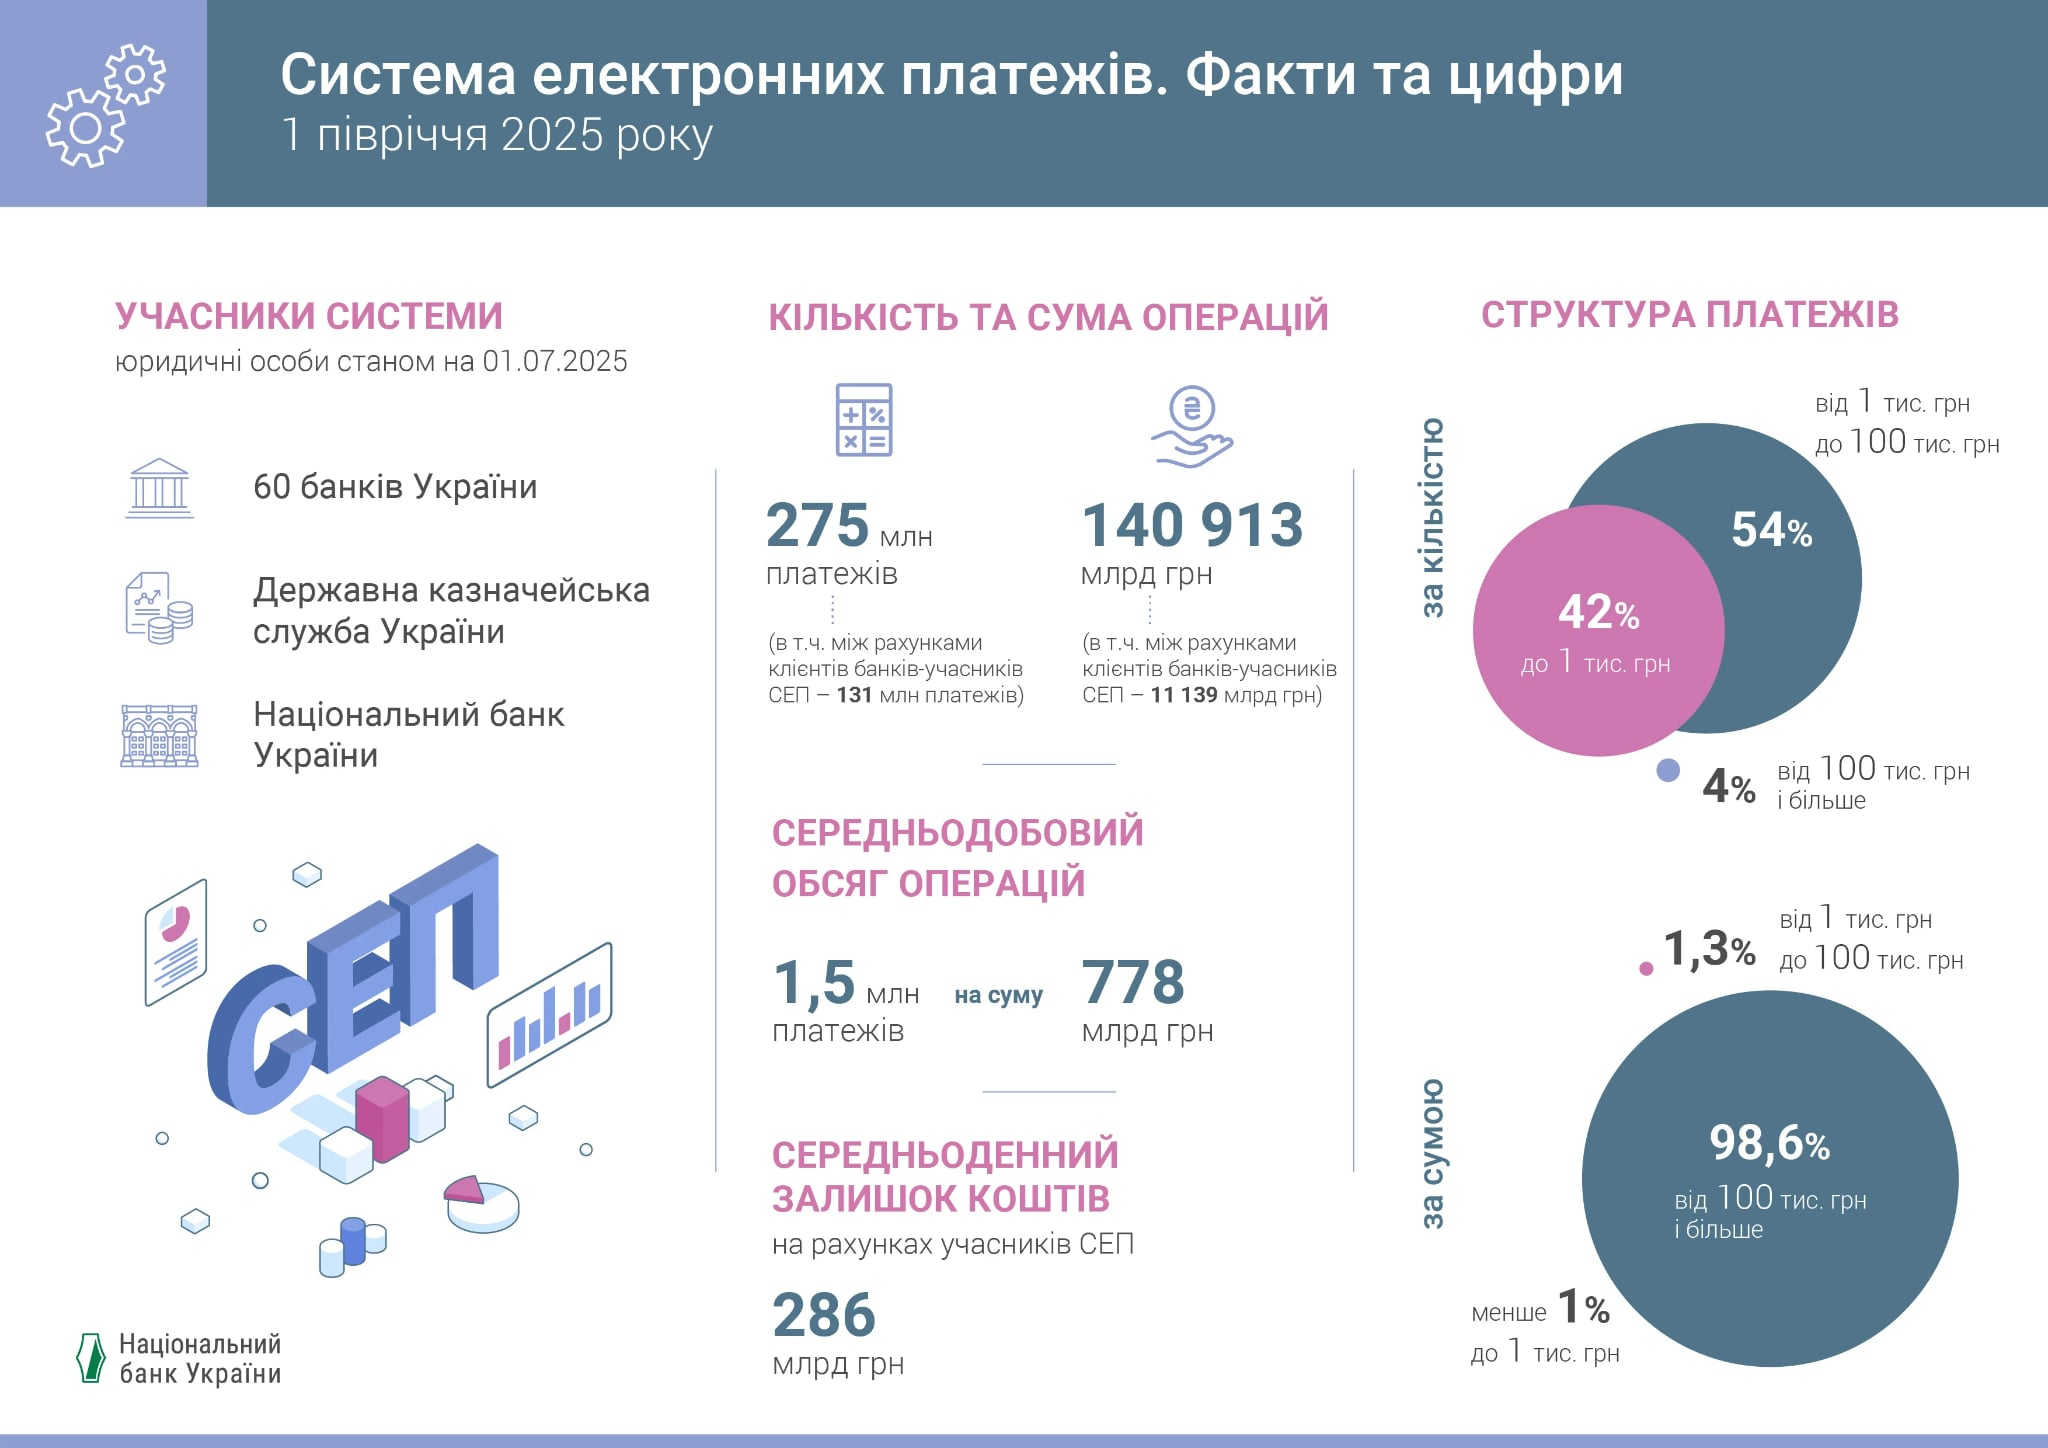 Система електронних платежів. Факти та цифри
1 півріччя 2025 року
УЧАСНИКИ СИСТЕМИ
юридичні особи станом на 01.07.2025
60 банків України
Державна казначейська
служба України
Національний банк
України
СЕП
Національний
банк України
КІЛЬКІСТЬ ТА СУМА ОПЕРАЦІЙ
275 млн
платежів
(в т.ч. між рахунками
клієнтів банків-учасників
СЕП – 131 млн платежів)
140 913
млрд грн
(в т.ч. між рахунками
клієнтів банків-учасників
СЕП – 11 139 млрд грн)
СЕРЕДНЬОДОБОВИЙ
ОБСЯГ ОПЕРАЦІЙ
1,5 млн
платежів
на суму
778
млрд грн
СЕРЕДНЬОДЕННИЙ
ЗАЛИШОК КОШТІВ
на рахунках учасників СЕП
286
млрд грн
СТРУКТУРА ПЛАТЕЖІВ
за кількістю
від 1 тис. грн
до 100 тис. грн
54%
42%
до 1 тис. грн
4%
від 100 тис. грн
і більше
за сумою
1,3%
від 1 тис. грн
до 100 тис. грн
98,6%
від 100 тис. грн
і більше
менше 1%
до 1 тис. грн